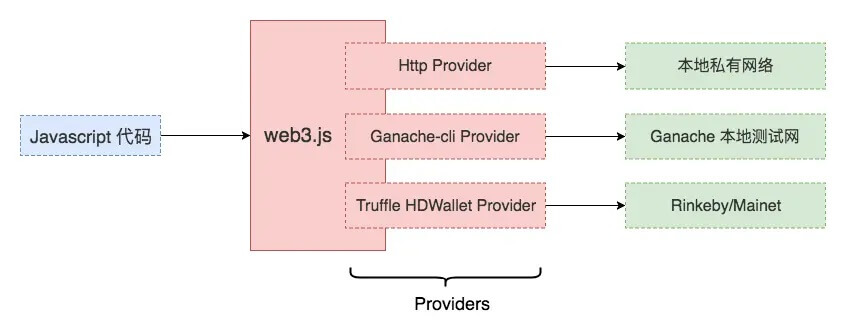 Javascript 代码
web3.js
Http Provider
本地私有网络
Ganache-cli Provider
Ganache 本地测试网
Truffle HDWallet Provider
Rinkeby/Mainet
Providers